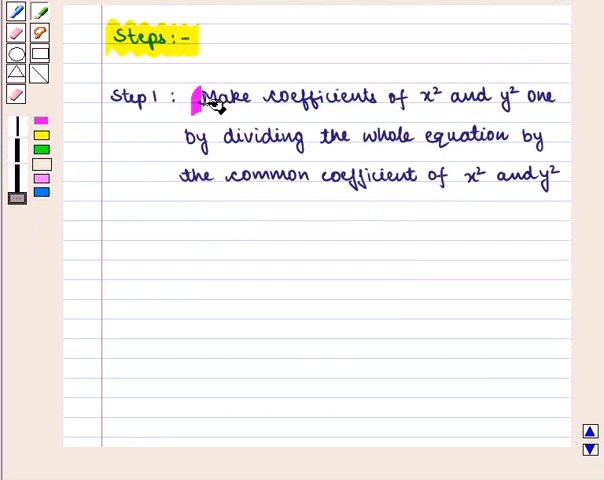 Steps:-
Step 1 : Make coefficients of x² and y² one
by dividing the whole equation by
the common coefficient of x² and y²